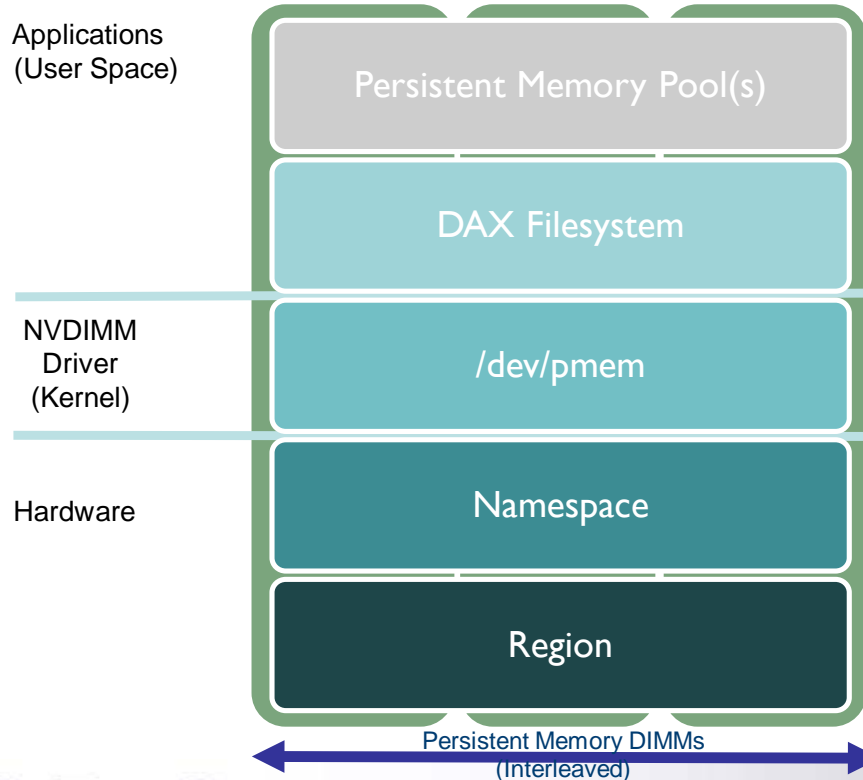 Applications
(User Space)
Persistent Memory Pool(s)
DAX Filesystem
NVDIMM
Driver
(Kernel)
/dev/pmem
Hardware
Namespace
Region
Persistent Memory DIMMs
(Interleaved)